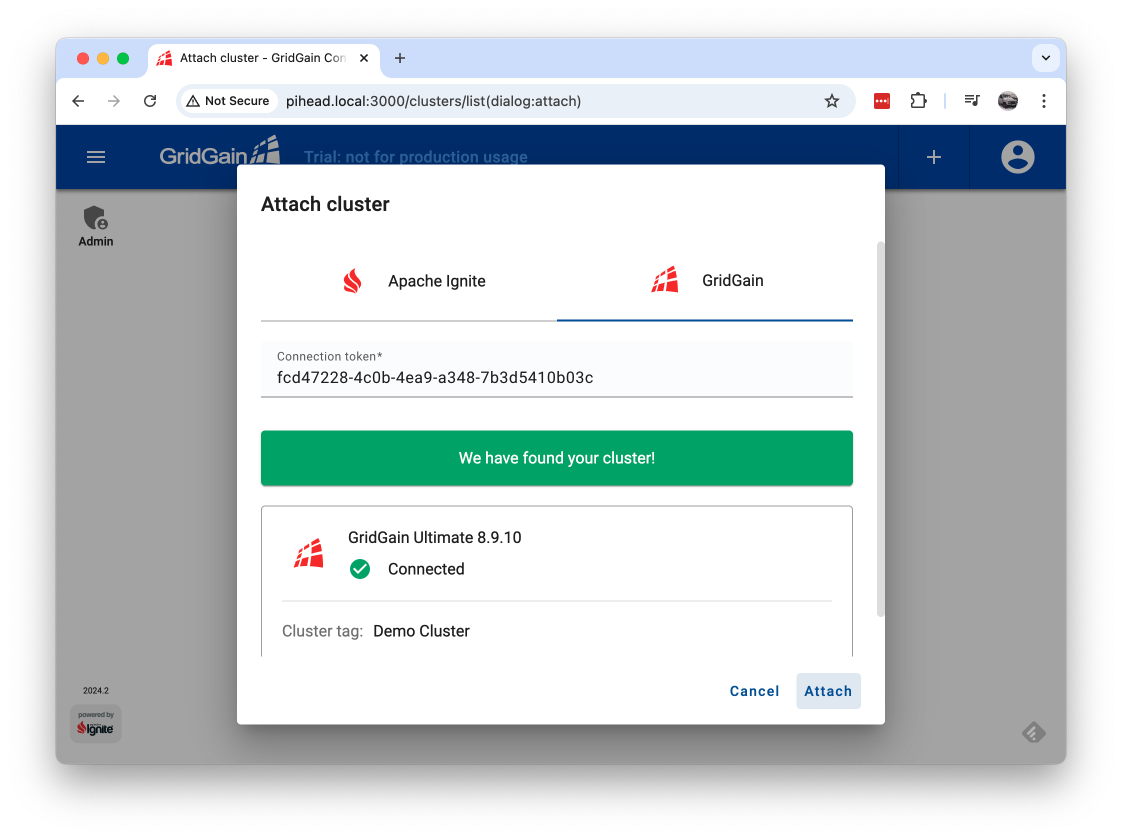 Attach cluster - GridGain Con
Not Secure pihead.local:3000/clusters/list(dialog:attach)
GridGain Trial: not for production usage
Admin
Attach cluster
Apache Ignite GridGain
Connection token*
fcd47228-4c0b-4ea9-a348-7b3d5410b03c
We have found your cluster!
GridGain Ultimate 8.9.10
Connected
Cluster tag: Demo Cluster
Cancel Attach
2024.2
powered by
Ignite